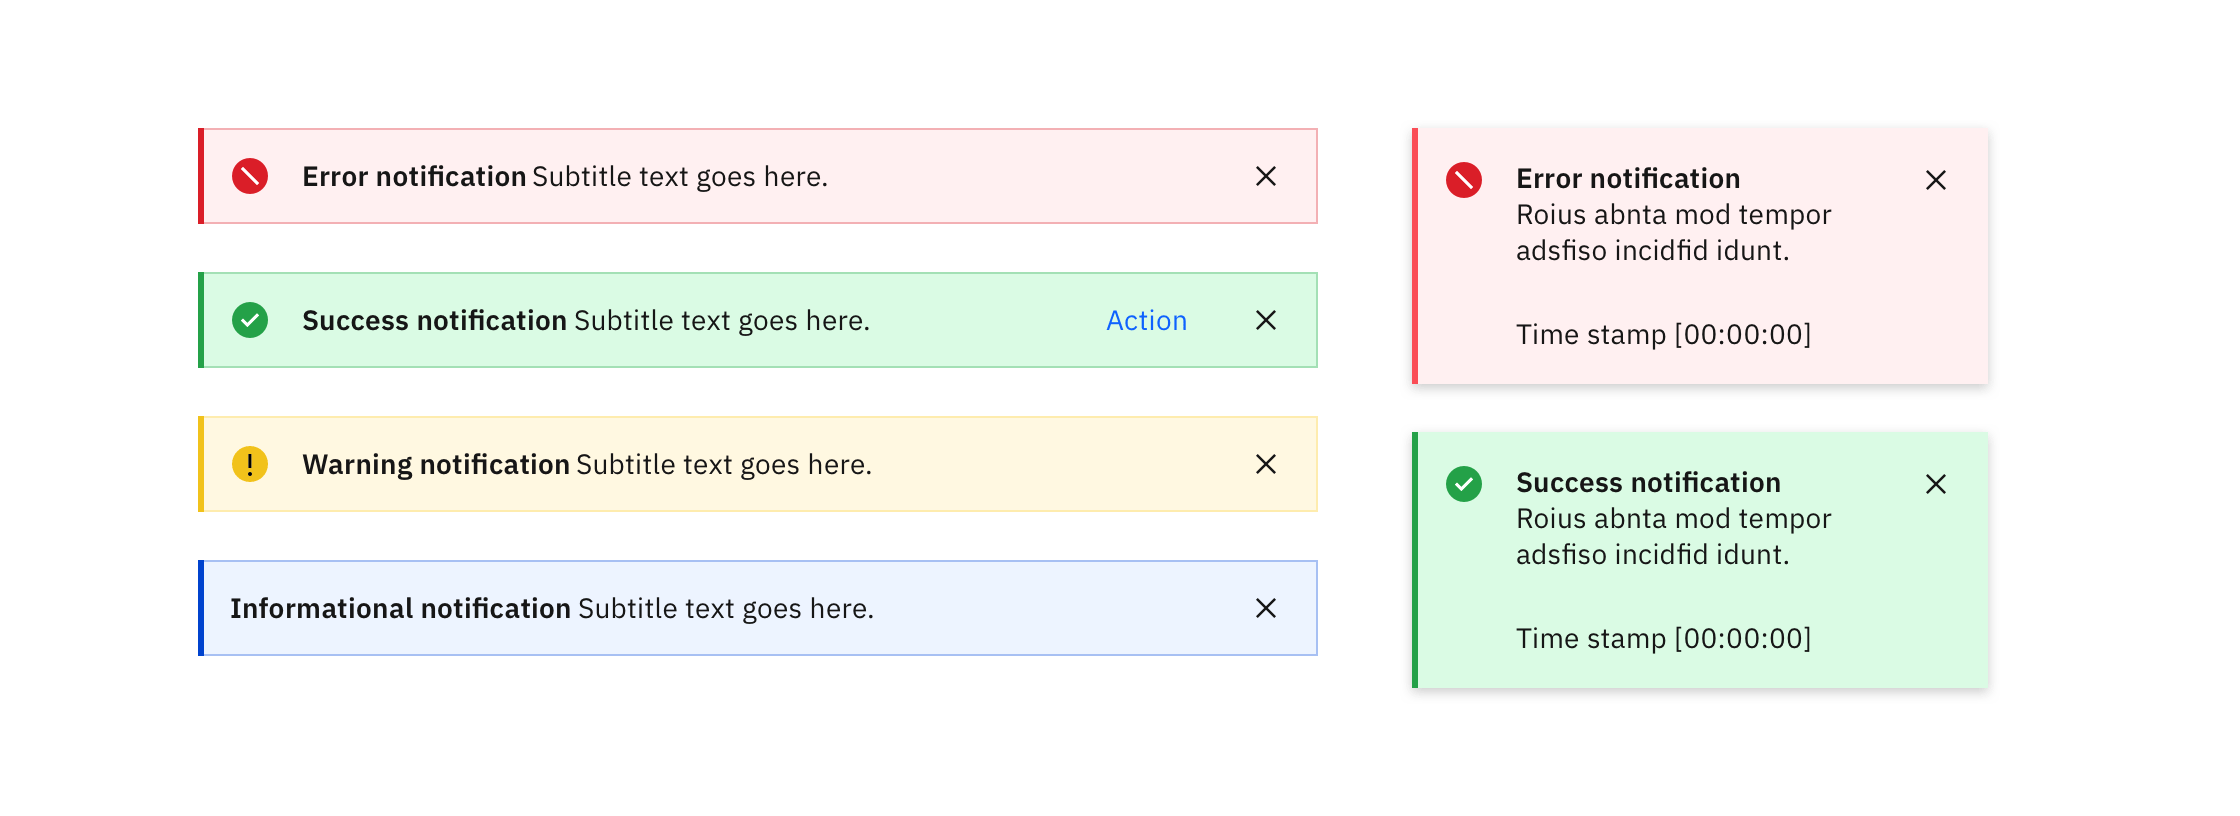 Error notification Subtitle text goes here.
Success notification Subtitle text goes here. Action
Warning notification Subtitle text goes here.
Informational notification Subtitle text goes here.
Error notification
Roius abnta mod tempor
adsfiso incidfid idunt.
Time stamp [00:00:00]
Success notification
Roius abnta mod tempor
adsfiso incidfid idunt.
Time stamp [00:00:00]